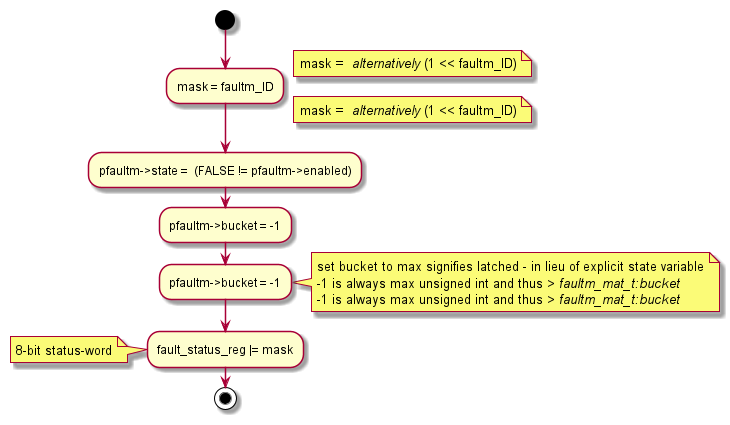 mask =  alternatively (1 << faultm_ID)
mask = faultm_ID
mask =  alternatively (1 << faultm_ID)
pfaultm->state =  (FALSE != pfaultm->enabled)
pfaultm->bucket = -1
pfaultm->bucket = -1
set bucket to max signifies latched - in lieu of explicit state variable
-1 is always max unsigned int and thus > faultm_mat_t:bucket
-1 is always max unsigned int and thus > faultm_mat_t:bucket
8-bit status-word
fault_status_reg |= mask